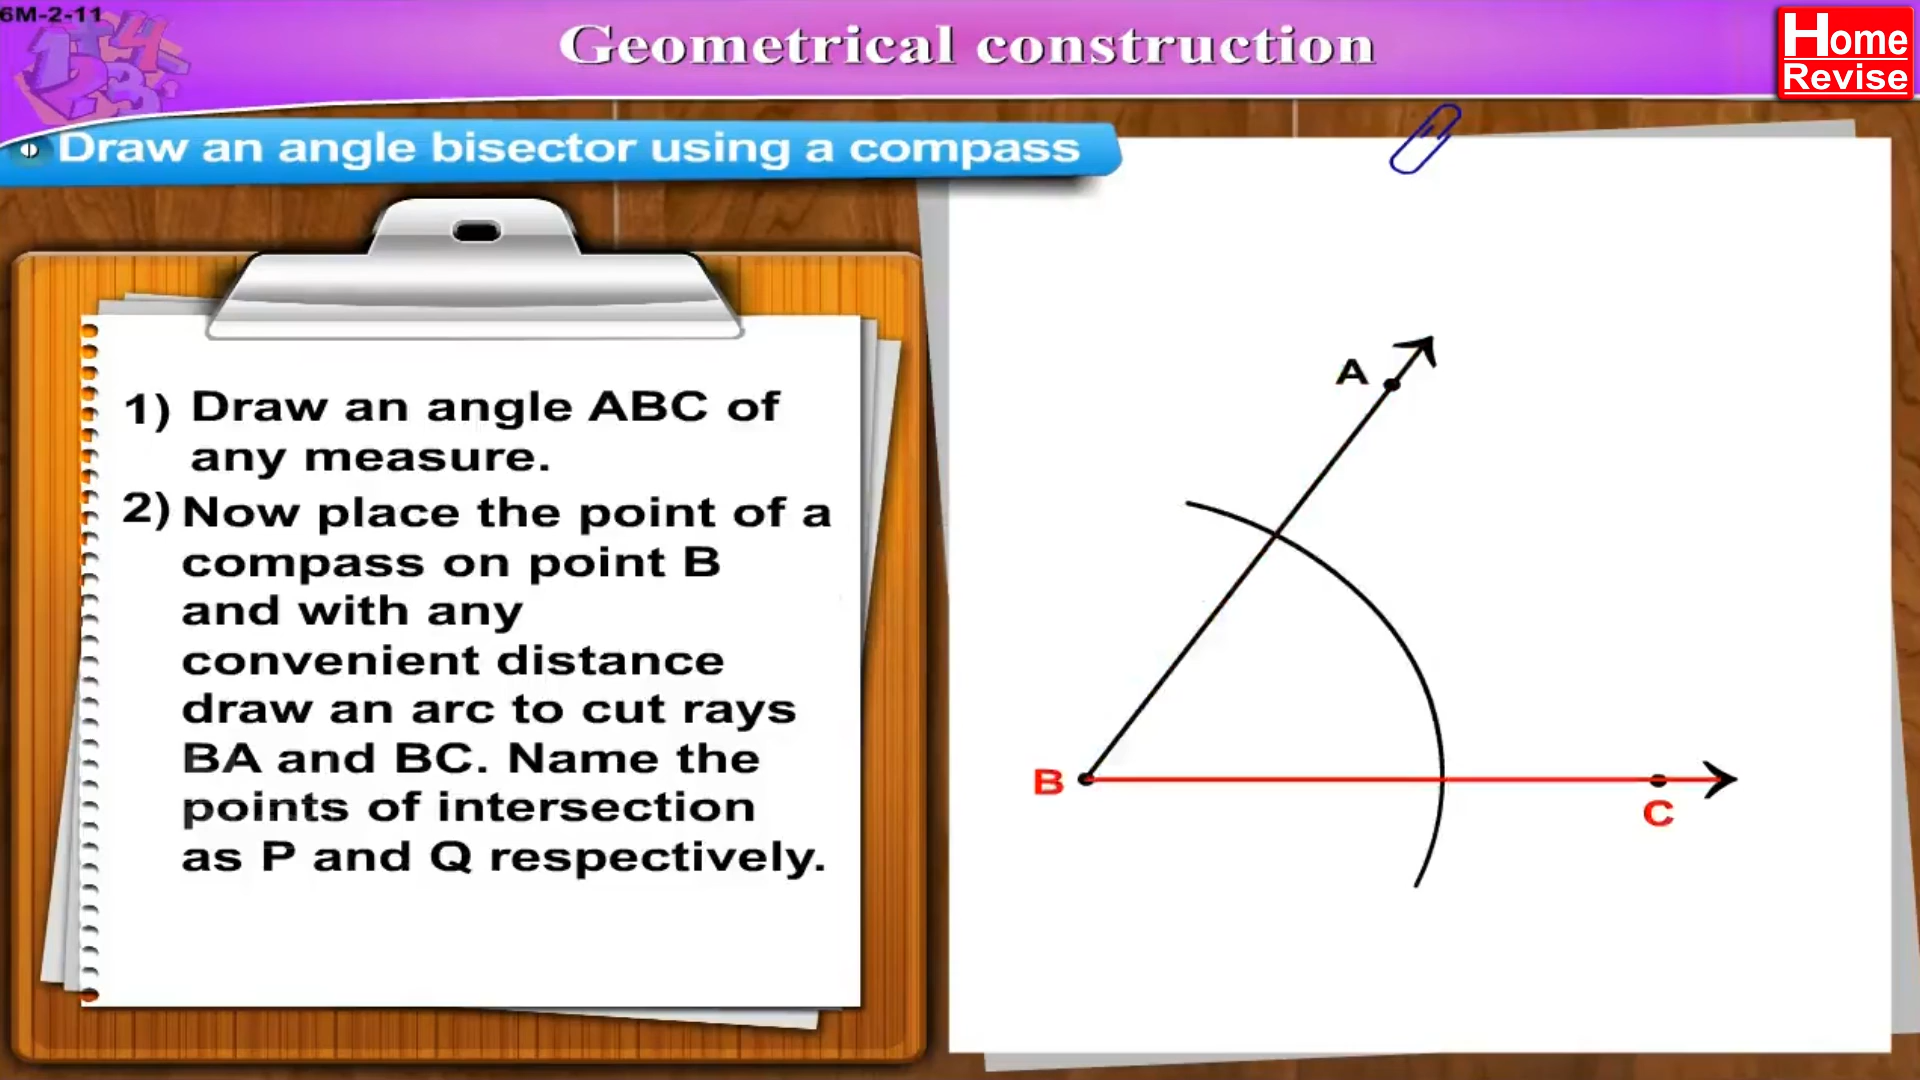 6M-2-11
Geometrical construction
Home
Revise
Draw an angle bisector using a compass
1) Draw an angle ABC of
any measure.
2) Now place the point of a
compass on point B
and with any
convenient distance
draw an arc to cut rays
BA and BC. Name the
points of intersection
as P and Q respectively.
A
B
C